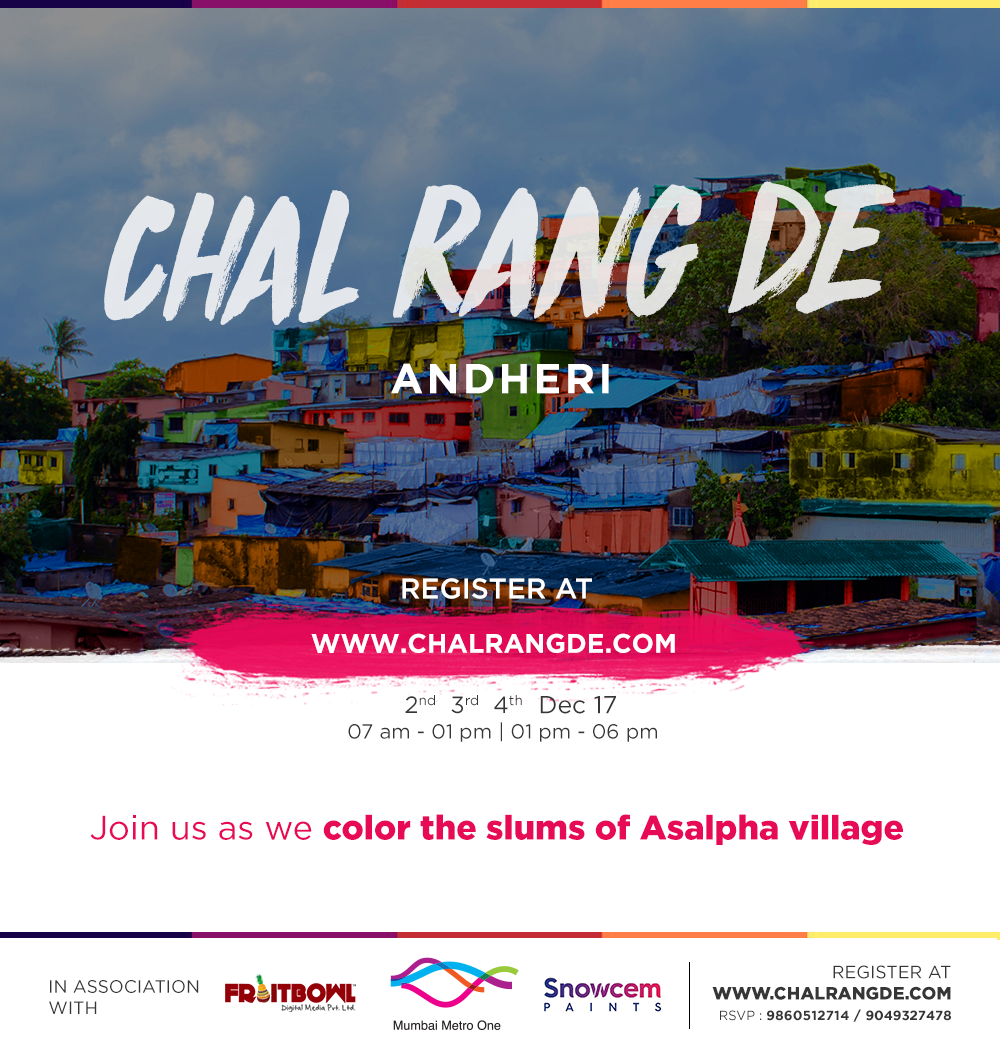 CHAL RANG DE
ANDHERI
REGISTER AT
WWW.CHALRANGDE.COM
2nd 3rd 4th Dec 17
07 am - 01 pm | 01 pm - 06 pm
Join us as we color the slums of Asalpha village
IN ASSOCIATION
WITH
FRUITBOWL
Digital Media Pvt. Ltd.
Mumbai Metro One
Snowcem
PAINTS
REGISTER AT
WWW.CHALRANGDE.COM
RSVP : 9860512714 / 9049327478